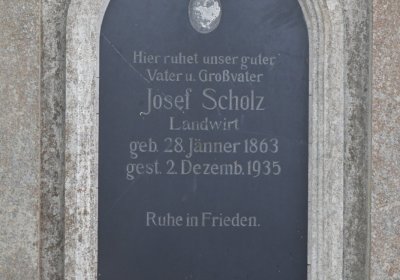 Hier ruhet unser guter
Vater u. Großvater
Josef Scholz
Landwirt
geb. 28. Jänner 1863
gest. 2. Dezemb. 1935
Ruhe in Frieden.